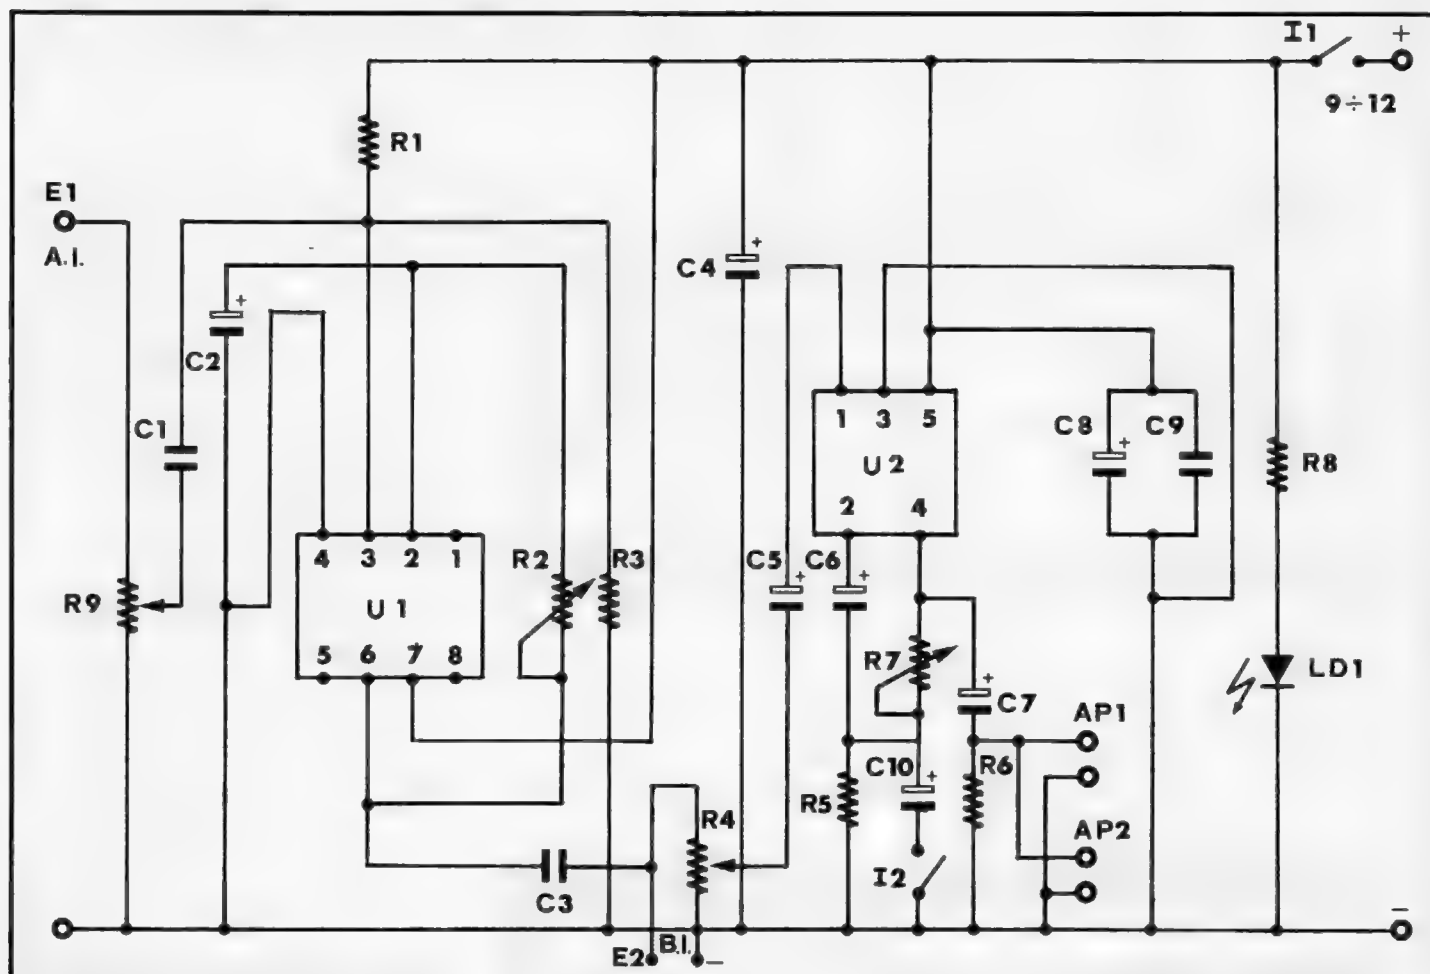 I1 +
9÷12
R1
E1
A.I.
C4 +
C2 +
C1
1 3 5
U2
2 4
C8 +
C9
R8
4 3 2 1
U1
5 6 7 8
R2
R3
C5 +
C6 +
R9
R7
C7 +
LD1
AP1
C10 +
R6
R5
R4
AP2
I2
C3
E2
B.I.
–
–